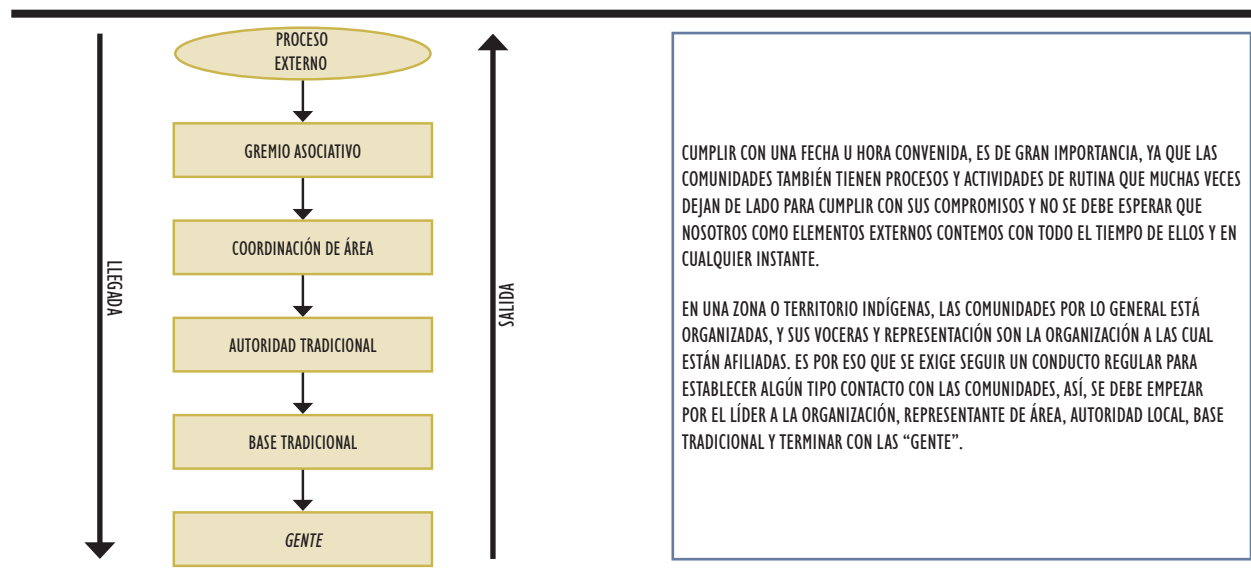 PROCESO
EXTERNO
GREMIO ASOCIATIVO
COORDINACIÓN DE ÁREA
AUTORIDAD TRADICIONAL
BASE TRADICIONAL
GENTE
LLEGADA
SALIDA
CUMPLIR CON UNA FECHA U HORA CONVENIDA, ES DE GRAN IMPORTANCIA, YA QUE LAS
COMUNIDADES TAMBIÉN TIENEN PROCESOS Y ACTIVIDADES DE RUTINA QUE MUCHAS VECES
DEJAN DE LADO PARA CUMPLIR CON SUS COMPROMISOS Y NO SE DEBE ESPERAR QUE
NOSOTROS COMO ELEMENTOS EXTERNOS CONTEMOS CON TODO EL TIEMPO DE ELLOS Y EN
CUALQUIER INSTANTE.
EN UNA ZONA O TERRITORIO INDÍGENAS, LAS COMUNIDADES POR LO GENERAL ESTÁ
ORGANIZADAS, Y SUS VOCERAS Y REPRESENTACIÓN SON LA ORGANIZACIÓN A LAS CUAL
ESTÁN AFILIADAS. ES POR ESO QUE SE EXIGE SEGUIR UN CONDUCTO REGULAR PARA
ESTABLECER ALGÚN TIPO CONTACTO CON LAS COMUNIDADES, ASÍ, SE DEBE EMPEZAR
POR EL LÍDER A LA ORGANIZACIÓN, REPRESENTANTE DE ÁREA, AUTORIDAD LOCAL, BASE
TRADICIONAL Y TERMINAR CON LAS “GENTE”.